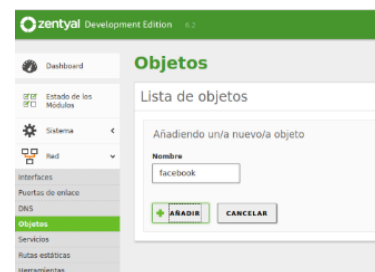 zentyal Development Edition 6.2
Dashboard
Estado de los
Módulos
Sistema
Red
Interfaces
Puertas de enlace
DNS
Objetos
Servicios
Rutas estáticas
Herramientas
Objetos
Lista de objetos
Añadiendo un/a nuevo/a objeto
Nombre
facebook
AÑADIR
CANCELAR